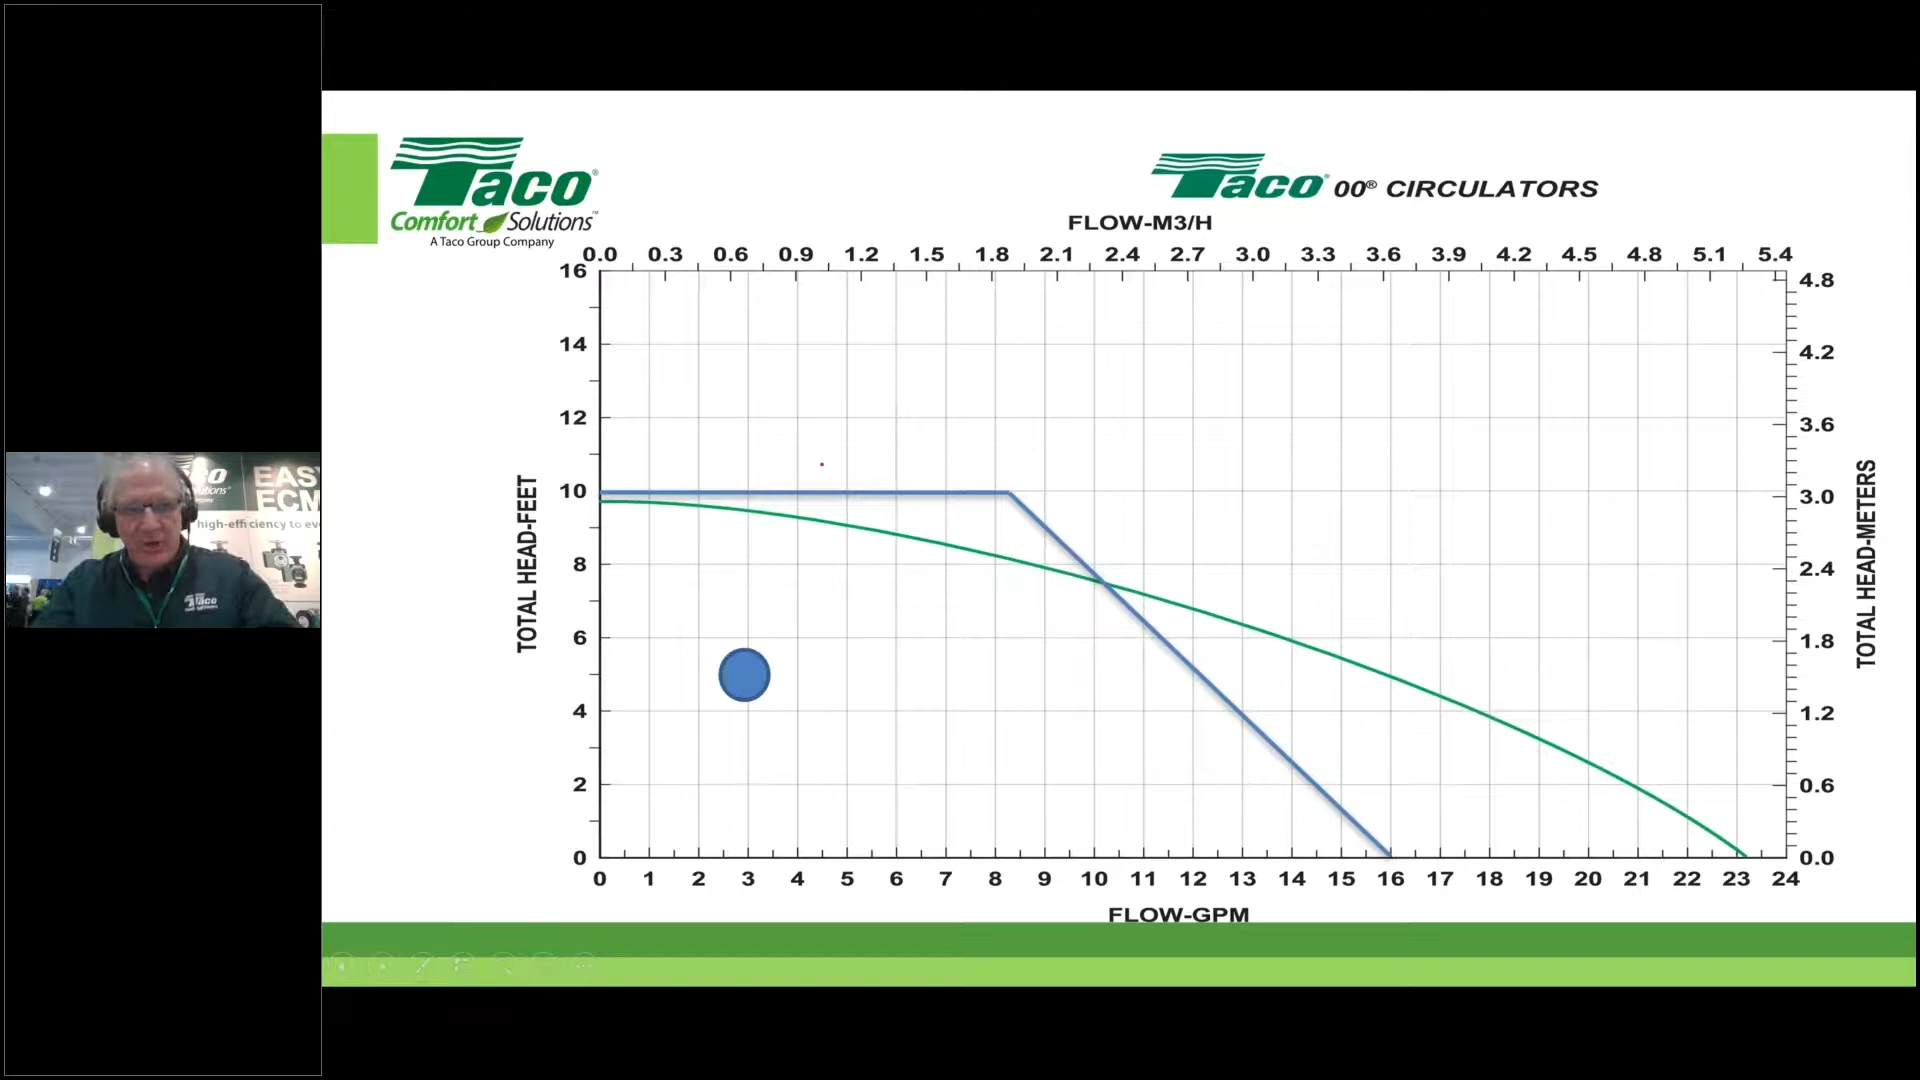 Taco®
Comfort Solutions™
A Taco Group Company
Taco® 00® CIRCULATORS
FLOW-M3/H
0.0 0.3 0.6 0.9 1.2 1.5 1.8 2.1 2.4 2.7 3.0 3.3 3.6 3.9 4.2 4.5 4.8 5.1 5.4
TOTAL HEAD-FEET
16
14
12
10
8
6
4
2
0
4.8
4.2
3.6
3.0
2.4
1.8
1.2
0.6
0.0
TOTAL HEAD-METERS
0 1 2 3 4 5 6 7 8 9 10 11 12 13 14 15 16 17 18 19 20 21 22 23 24
FLOW-GPM
EAS
ECM
high-efficiency to ev
Taco